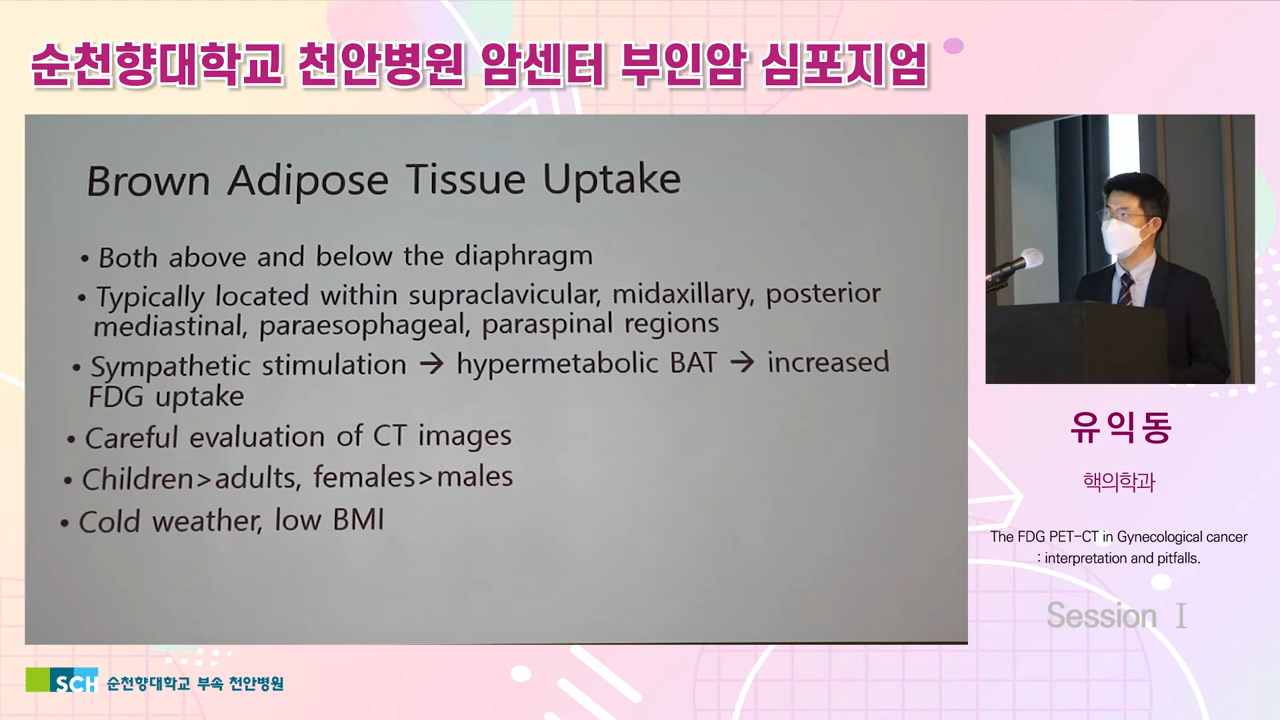 순천향대학교 천안병원 암센터 부인암 심포지엄
Brown Adipose Tissue Uptake
• Both above and below the diaphragm
• Typically located within supraclavicular, midaxillary, posterior
mediastinal, paraesophageal, paraspinal regions
• Sympathetic stimulation → hypermetabolic BAT → increased
FDG uptake
• Careful evaluation of CT images
• Children>adults, females>males
• Cold weather, low BMI
유익동
핵의학과
The FDG PET-CT in Gynecological cancer
: interpretation and pitfalls.
Session Ⅰ
SCH 순천향대학교 부속 천안병원